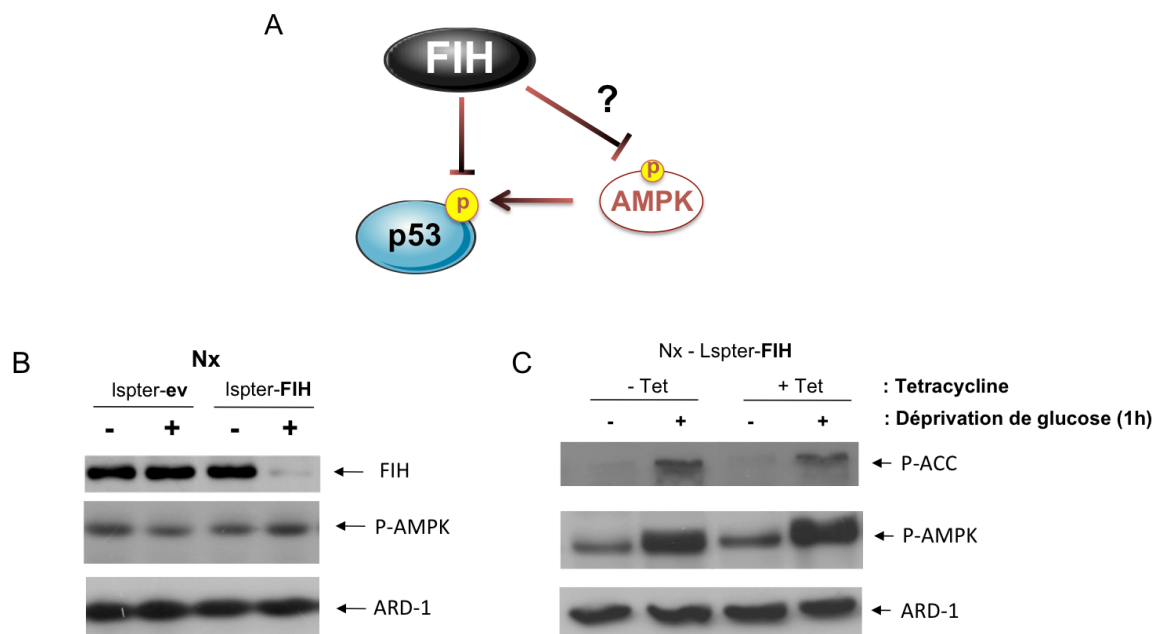 A
FIH
?
p
AMPK
p
p53
B
Nx
lspter-ev lspter-FIH
- + - +
FIH
P-AMPK
ARD-1
C
Nx - Lspter-FIH
- Tet + Tet : Tetracycline
- + - + : Déprivation de glucose (1h)
P-ACC
P-AMPK
ARD-1